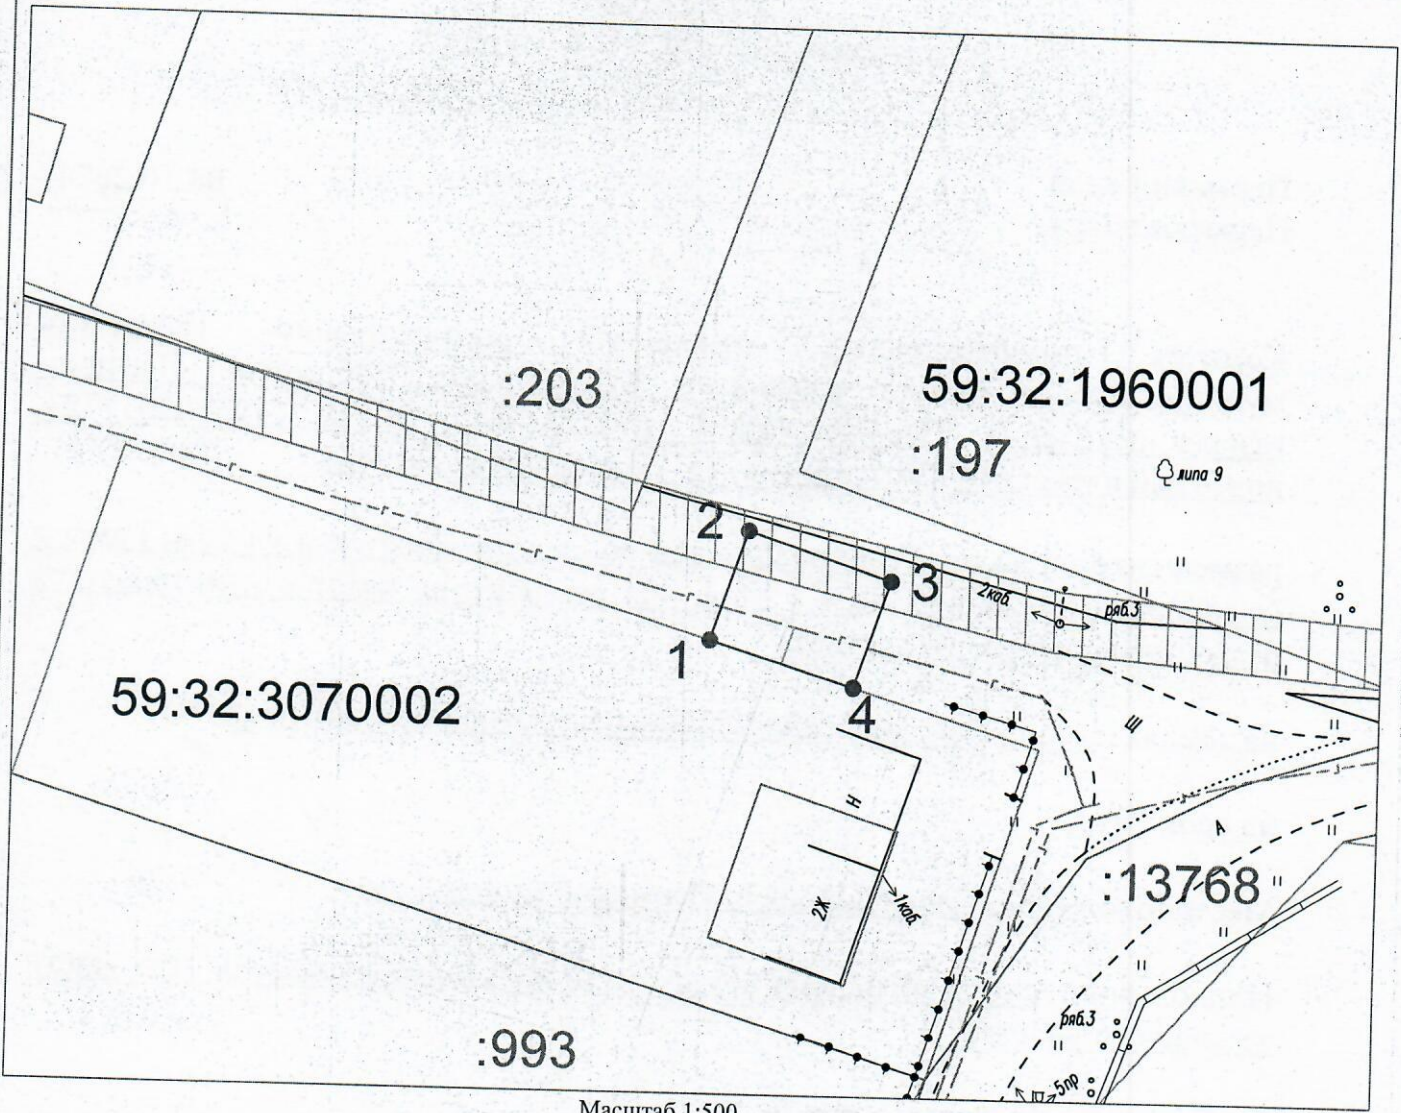 :203
59:32:1960001
:197
липа 9
2
3
2каб.
ряб.3
1
4
59:32:3070002
Щ
Н
А
:13768
2Ж
1каб.
ряб.3
:993
5пр
Масштаб 1:500